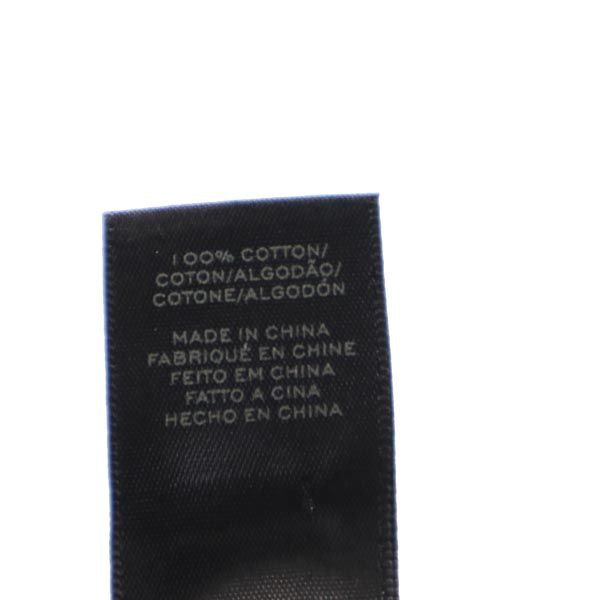 100% COTTON/
COTON/ALGODÃO/
COTONE/ALGODÓN
MADE IN CHINA
FABRIQUÉ EN CHINE
FEITO EM CHINA
FATTO A CINA
HECHO EN CHINA